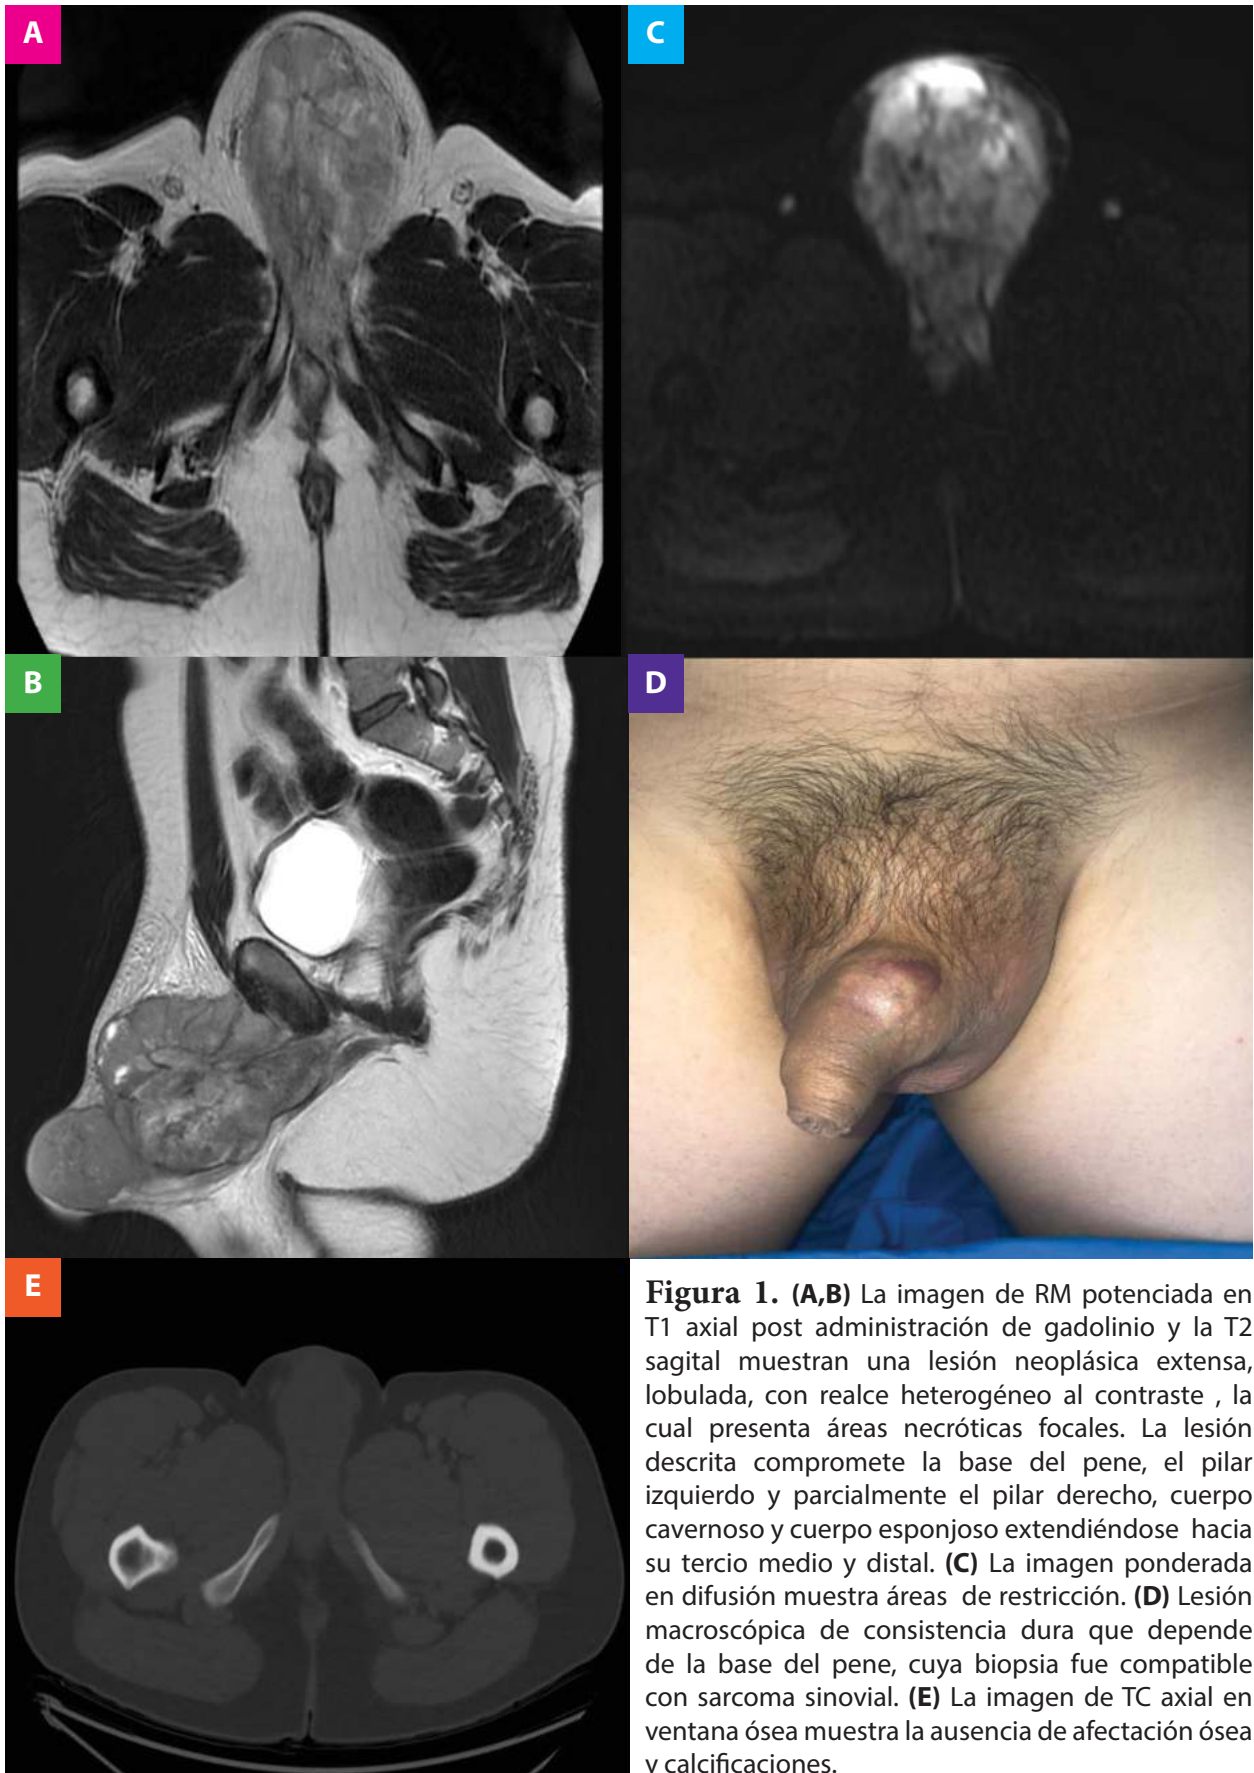 A
C
B
D
E
Figura 1. (A,B) La imagen de RM potenciada en
T1 axial post administración de gadolinio y la T2
sagital muestran una lesión neoplásica extensa,
lobulada, con realce heterogéneo al contraste , la
cual presenta áreas necróticas focales. La lesión
descrita compromete la base del pene, el pilar
izquierdo y parcialmente el pilar derecho, cuerpo
cavernoso y cuerpo esponjoso extendiéndose hacia
su tercio medio y distal. (C) La imagen ponderada
en difusión muestra áreas de restricción. (D) Lesión
macroscópica de consistencia dura que depende
de la base del pene, cuya biopsia fue compatible
con sarcoma sinovial. (E) La imagen de TC axial en
ventana ósea muestra la ausencia de afectación ósea
y calcificaciones.